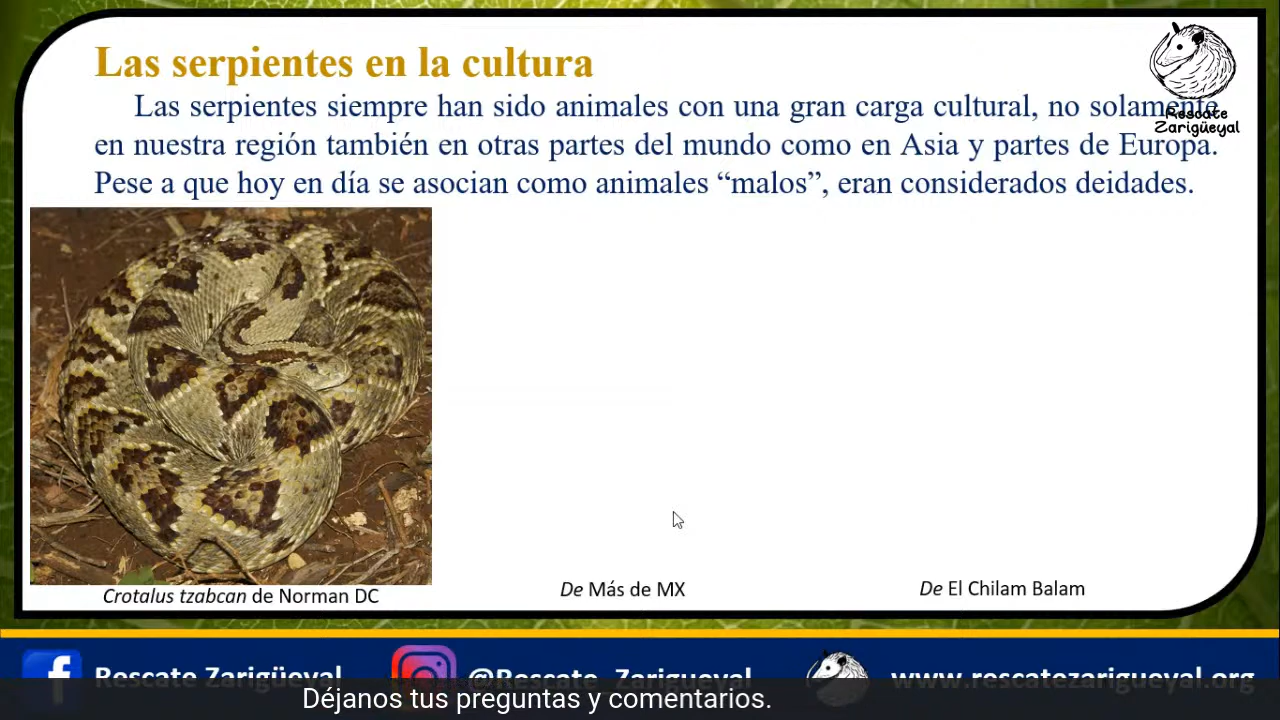 Las serpientes en la cultura
Las serpientes siempre han sido animales con una gran carga cultural, no solamente
en nuestra región también en otras partes del mundo como en Asia y partes de Europa.
Pese a que hoy en día se asocian como animales “malos”, eran considerados deidades.
Rescate
Zarigüeyal
Crotalus tzabcan de Norman DC
De Más de MX
De El Chilam Balam
Rescate Zarigüeyal
@Rescate_Zarigueyal
www.rescatezarigueyal.org
Déjanos tus preguntas y comentarios.